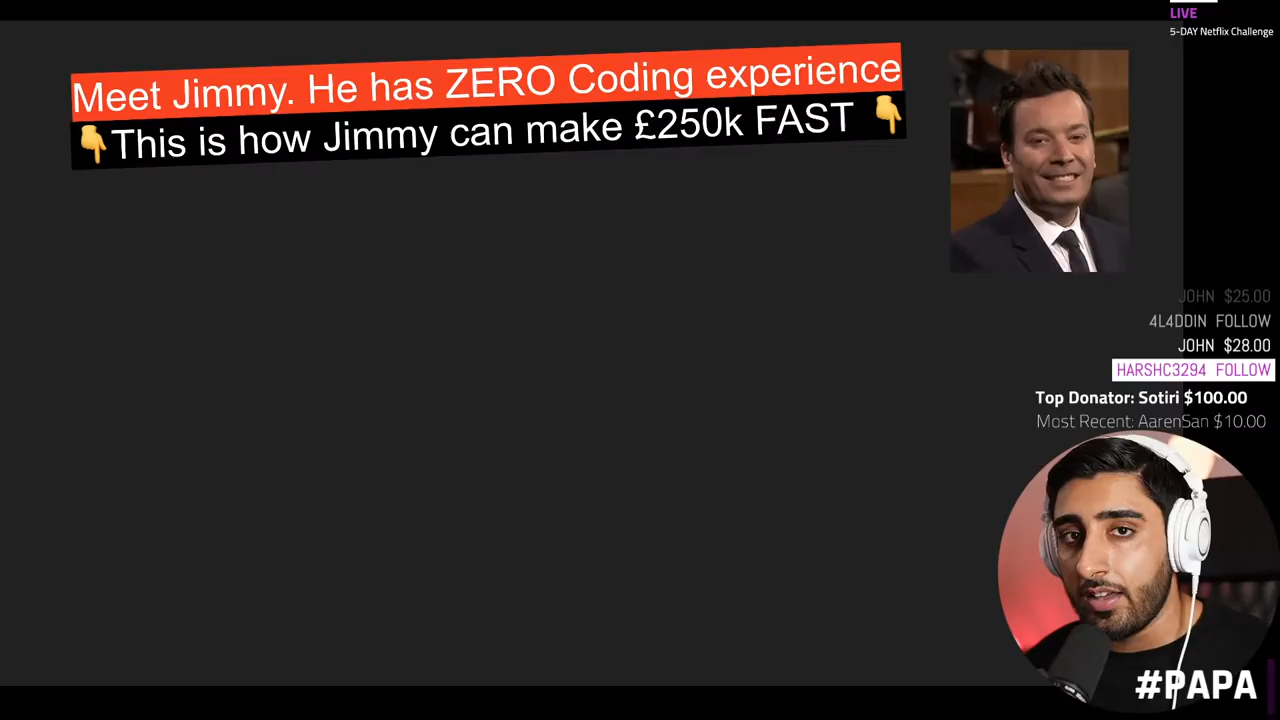 LIVE
5-DAY Netflix Challenge
Meet Jimmy. He has ZERO Coding experience
👇This is how Jimmy can make £250k FAST 👇
JOHN $25.00
4L4DDIN FOLLOW
JOHN $28.00
HARSHC3294 FOLLOW
Top Donator: Sotiri $100.00
Most Recent: AarenSan $10.00
#PAPA